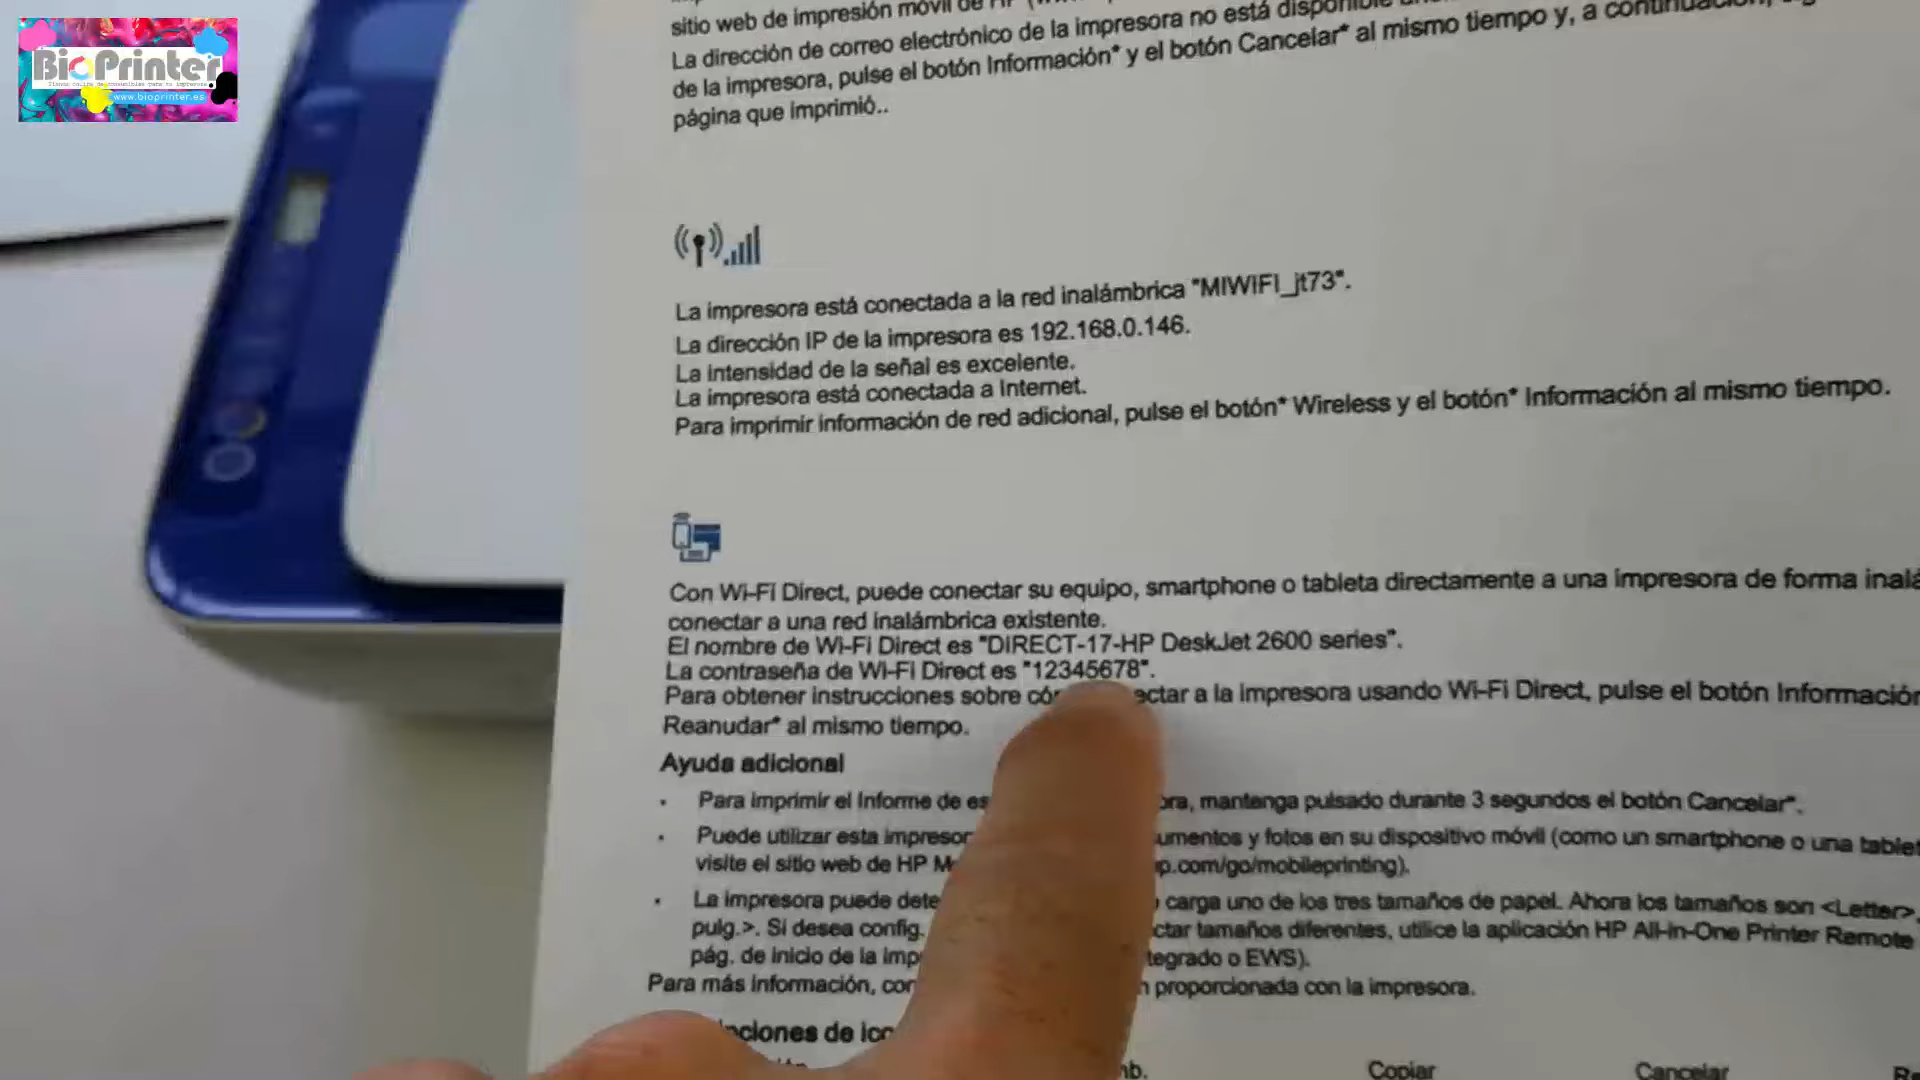 BioPrinter
www.bioprinter.es
sitio web de impresión móvil de HP
La dirección de correo electrónico de la impresora no está disponible
de la impresora, pulse el botón Información* y el botón Cancelar* al mismo tiempo y, a continuación,
página que imprimió..
La impresora está conectada a la red inalámbrica "MIWIFI_jt73".
La dirección IP de la impresora es 192.168.0.146.
La intensidad de la señal es excelente.
La impresora está conectada a Internet.
Para imprimir información de red adicional, pulse el botón* Wireless y el botón* Información al mismo tiempo.
Con Wi-Fi Direct, puede conectar su equipo, smartphone o tableta directamente a una impresora de forma inalá
conectar a una red inalámbrica existente.
El nombre de Wi-Fi Direct es "DIRECT-17-HP DeskJet 2600 series".
La contraseña de Wi-Fi Direct es "12345678".
Para obtener instrucciones sobre có ectar a la impresora usando Wi-Fi Direct, pulse el botón Información
Reanudar* al mismo tiempo.
Ayuda adicional
• Para imprimir el Informe de es ora, mantenga pulsado durante 3 segundos el botón Cancelar*.
• Puede utilizar esta impresor umentos y fotos en su dispositivo móvil (como un smartphone o una tablet
visite el sitio web de HP M p.com/go/mobileprinting).
• La impresora puede dete carga uno de los tres tamaños de papel. Ahora los tamaños son <Letter>,
pulg.>. Si desea config. ctar tamaños diferentes, utilice la aplicación HP All-in-One Printer Remote
pág. de inicio de la imp tegrado o EWS).
Para más información, con n proporcionada con la impresora.
nciones de ico
nb. Copiar Cancelar Re